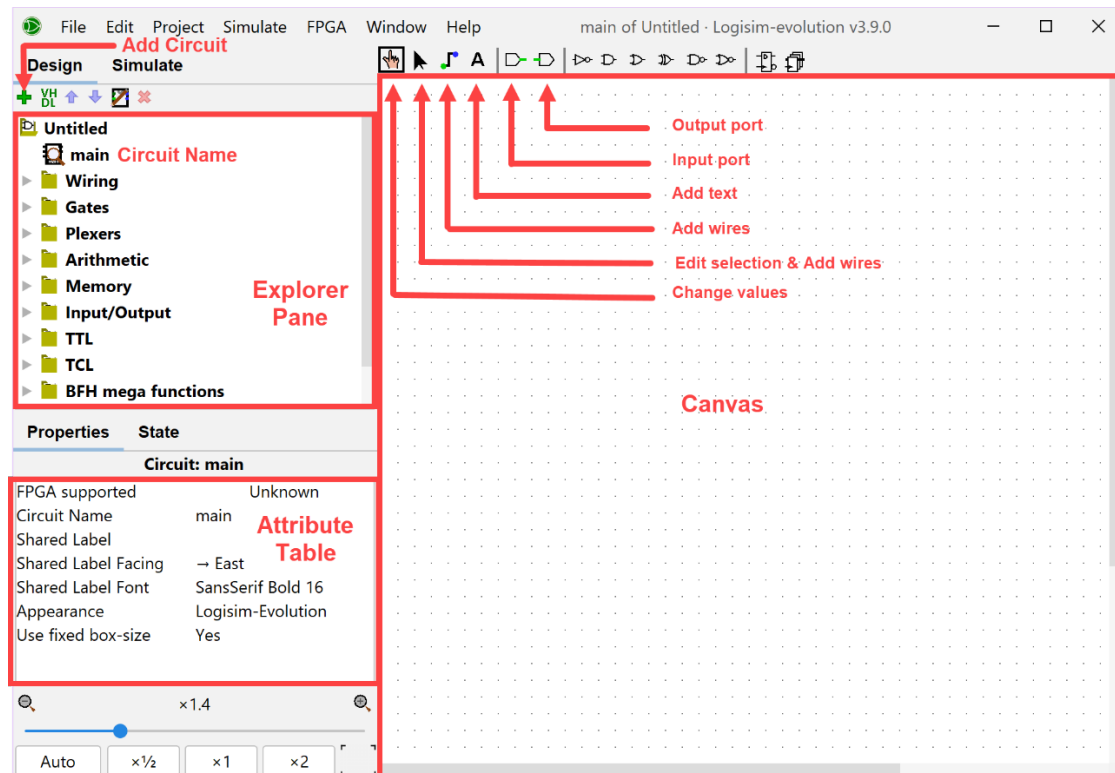 File Edit Project Simulate FPGA Window Help main of Untitled · Logisim-evolution v3.9.0
Add Circuit
Design Simulate
A
VH
DL
Untitled
main Circuit Name
Wiring
Gates
Plexers
Arithmetic
Memory
Input/Output
TTL
TCL
BFH mega functions
Explorer
Pane
Output port
Input port
Add text
Add wires
Edit selection & Add wires
Change values
Canvas
Properties State
Circuit: main
FPGA supported Unknown
Circuit Name main
Shared Label
Shared Label Facing → East
Shared Label Font SansSerif Bold 16
Appearance Logisim-Evolution
Use fixed box-size Yes
Attribute
Table
×1.4
Auto ×½ ×1 ×2